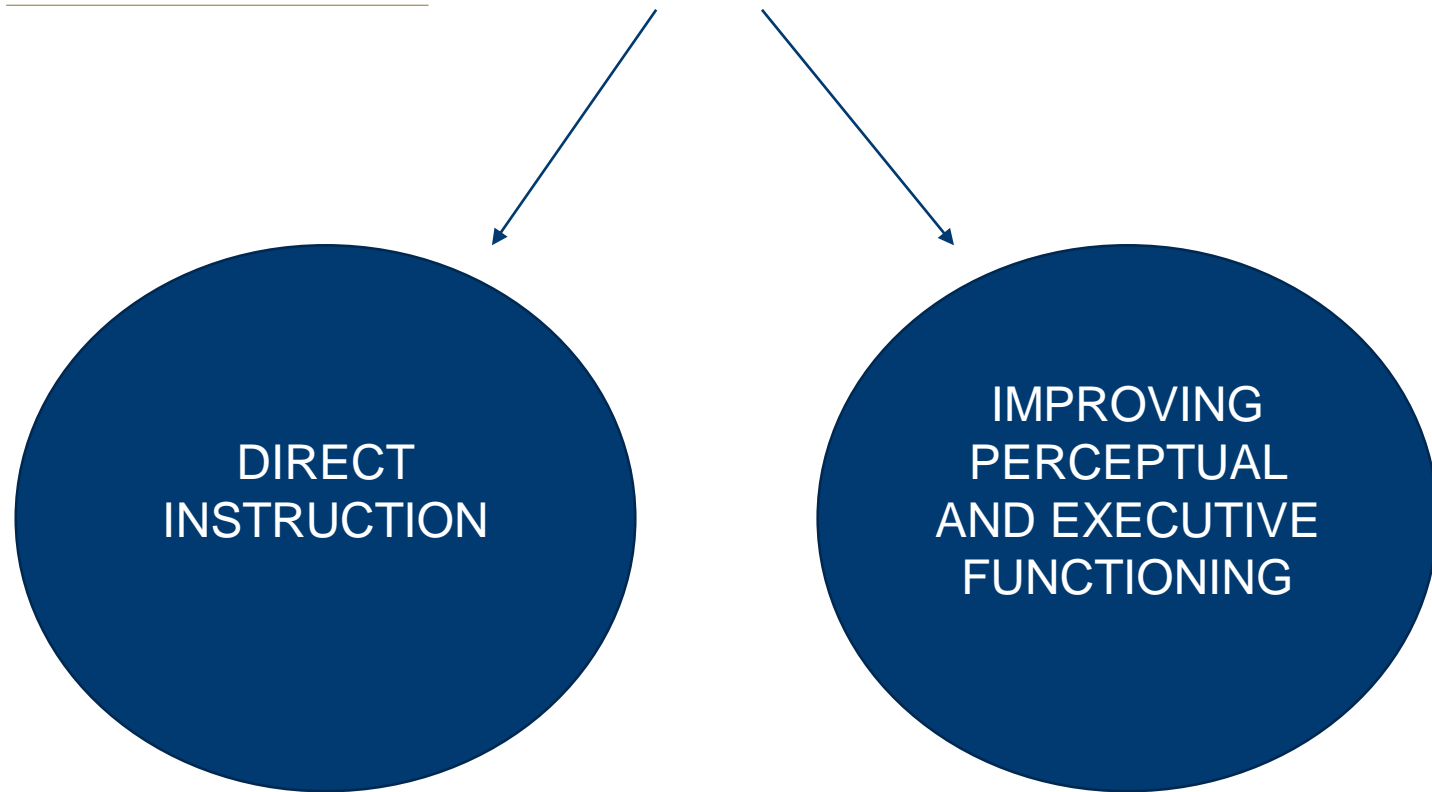 DIRECT
INSTRUCTION
IMPROVING
PERCEPTUAL
AND EXECUTIVE
FUNCTIONING